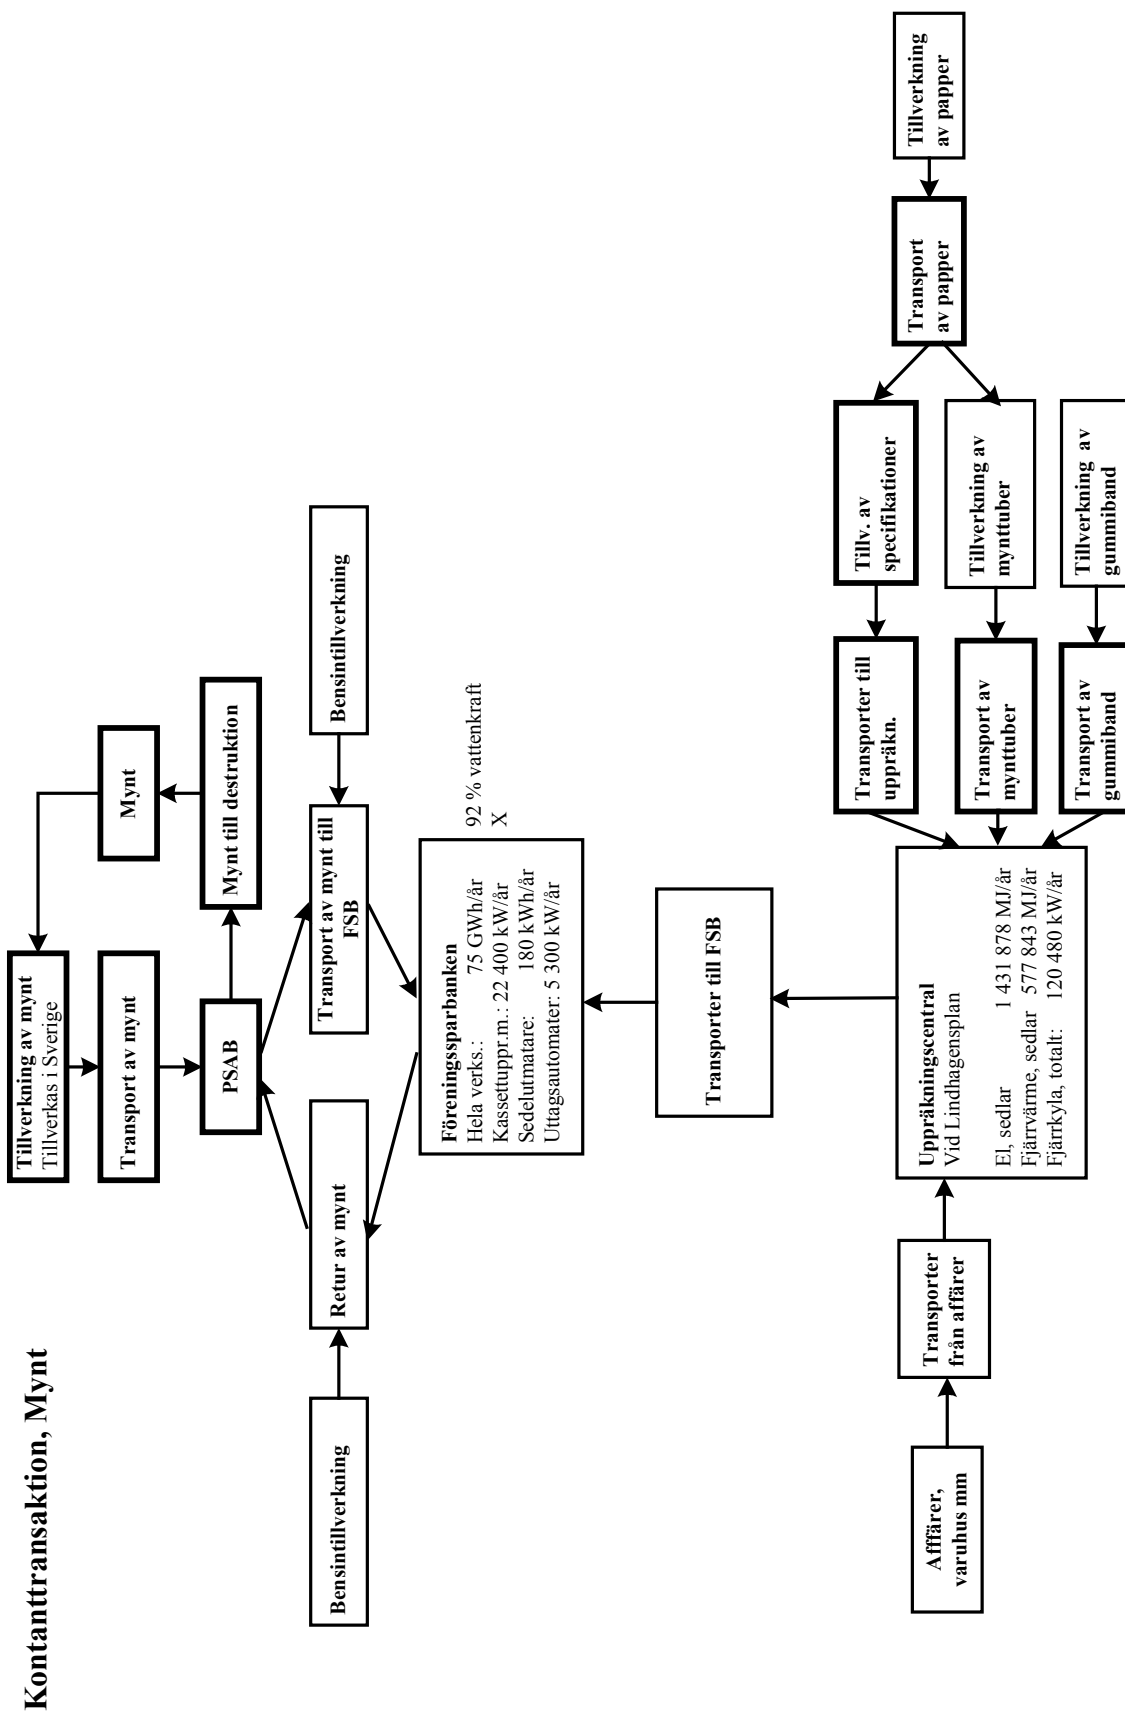 Kontanttransaktion, Mynt
Tillverkning av mynt
Tillverkas i Sverige
Transport av mynt
Mynt
PSAB
Mynt till destruktion
Bensintillverkning
Retur av mynt
Transport av mynt till
FSB
Bensintillverkning
Föreningssparbanken
Hela verks.: 75 GWh/år
Kassettuppr.m.: 22 400 kW/år
Sedelutmatare: 180 kWh/år
Uttagsautomater: 5 300 kW/år
92 % vattenkraft
X
Transporter till FSB
Afffärer,
varuhus mm
Transporter
från affärer
Uppräkningscentral
Vid Lindhagensplan
El, sedlar 1 431 878 MJ/år
Fjärrvärme, sedlar 577 843 MJ/år
Fjärrkyla, totalt: 120 480 kW/år
Transporter till
uppräkn.
Tillv. av
specifikationer
Transport av
mynttuber
Tillverkning av
mynttuber
Transport av
gummiband
Tillverkning av
gummiband
Transport
av papper
Tillverkning
av papper